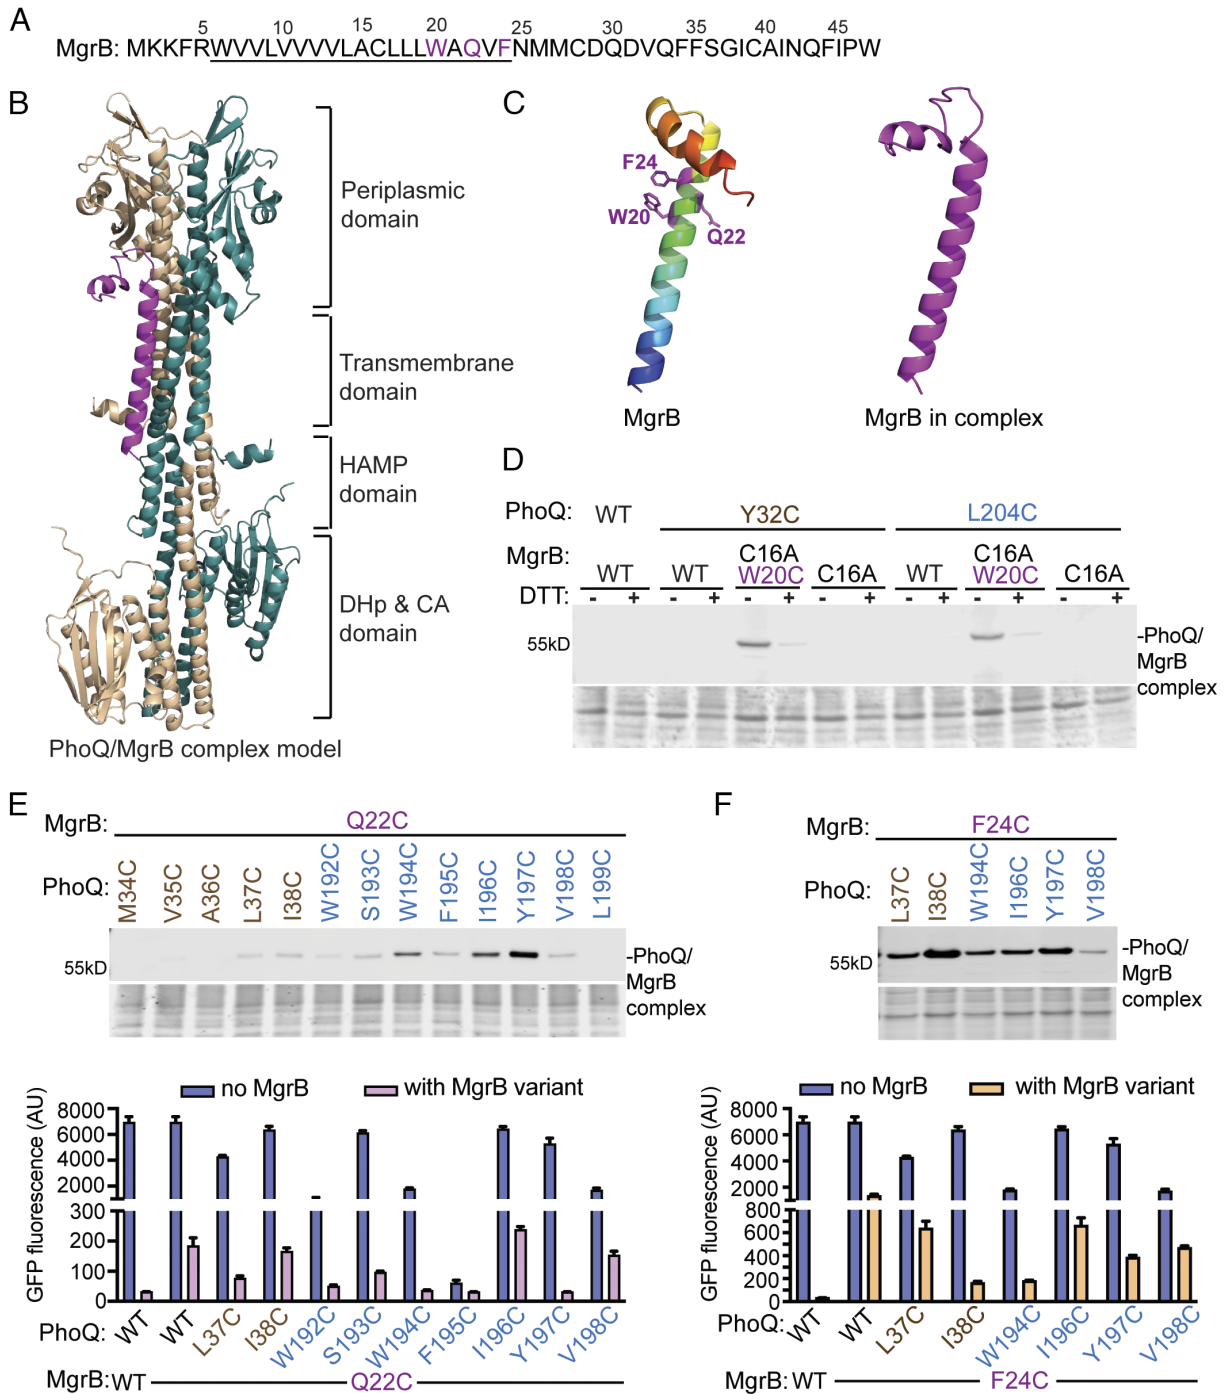 A
5 10 15 20 25 30 35 40 45
MgrB: MKKFRWVVLVVVVLACLLLWAQVFNMMCDQDVQFFSGICAINQFIPW
B
Periplasmic
domain
Transmembrane
domain
HAMP
domain
DHp & CA
domain
PhoQ/MgrB complex model
C
F24
W20
Q22
MgrB
MgrB in complex
D
PhoQ: WT Y32C L204C
MgrB: WT WT C16A W20C C16A WT C16A W20C C16A
DTT: - + - + - + - + - + - + - +
55kD
-PhoQ/
MgrB
complex
E
MgrB: Q22C
PhoQ: M34C V35C A36C L37C I38C W192C S193C W194C F195C I196C Y197C V198C L199C
55kD
-PhoQ/
MgrB
complex
no MgrB with MgrB variant
GFP fluorescence (AU)
8000
6000
4000
2000
300
200
100
0
PhoQ: WT WT L37C I38C W192C S193C W194C F195C I196C Y197C V198C
MgrB: WT Q22C
F
MgrB: F24C
PhoQ: L37C I38C W194C I196C Y197C V198C
55kD
-PhoQ/
MgrB
complex
no MgrB with MgrB variant
GFP fluorescence (AU)
8000
6000
4000
2000
800
600
400
200
0
PhoQ: WT WT L37C I38C W194C I196C Y197C V198C
MgrB: WT F24C